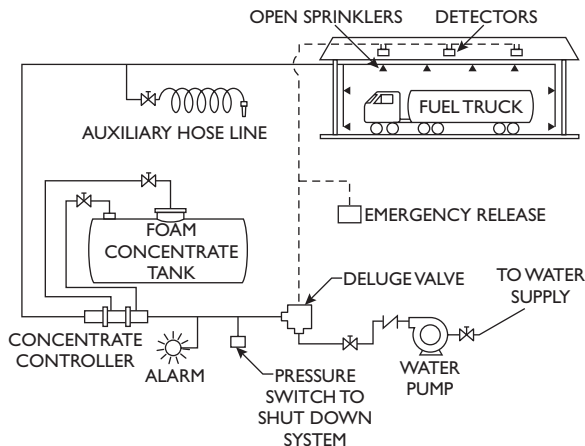 OPEN SPRINKLERS
DETECTORS
FUEL TRUCK
AUXILIARY HOSE LINE
FOAM
CONCENTRATE
TANK
EMERGENCY RELEASE
DELUGE VALVE
TO WATER
SUPPLY
CONCENTRATE
CONTROLLER
ALARM
PRESSURE
SWITCH TO
SHUT DOWN
SYSTEM
WATER
PUMP